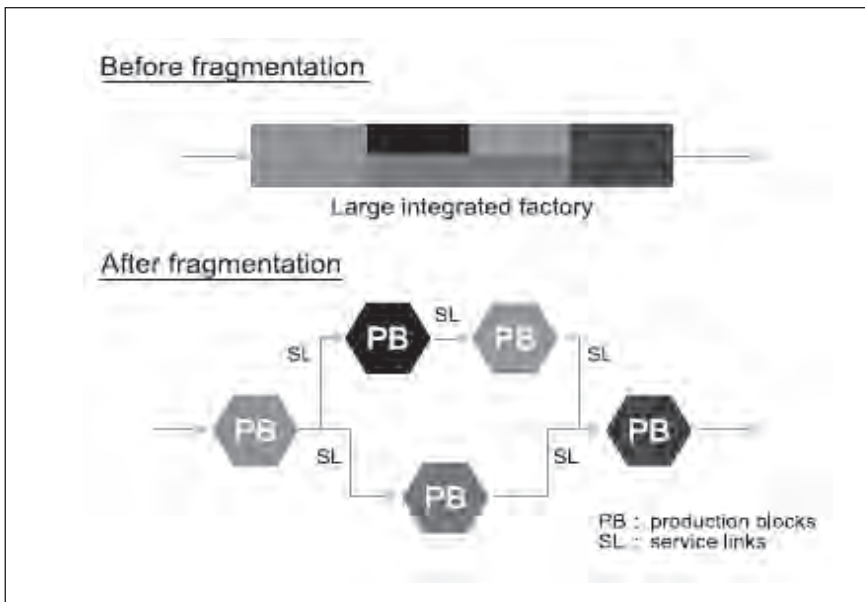 Before fragmentation
Large integrated factory
After fragmentation
SL
PB
PB
SL
SL
PB
PB
SL
SL
PB
PB : production blocks
SL : service links